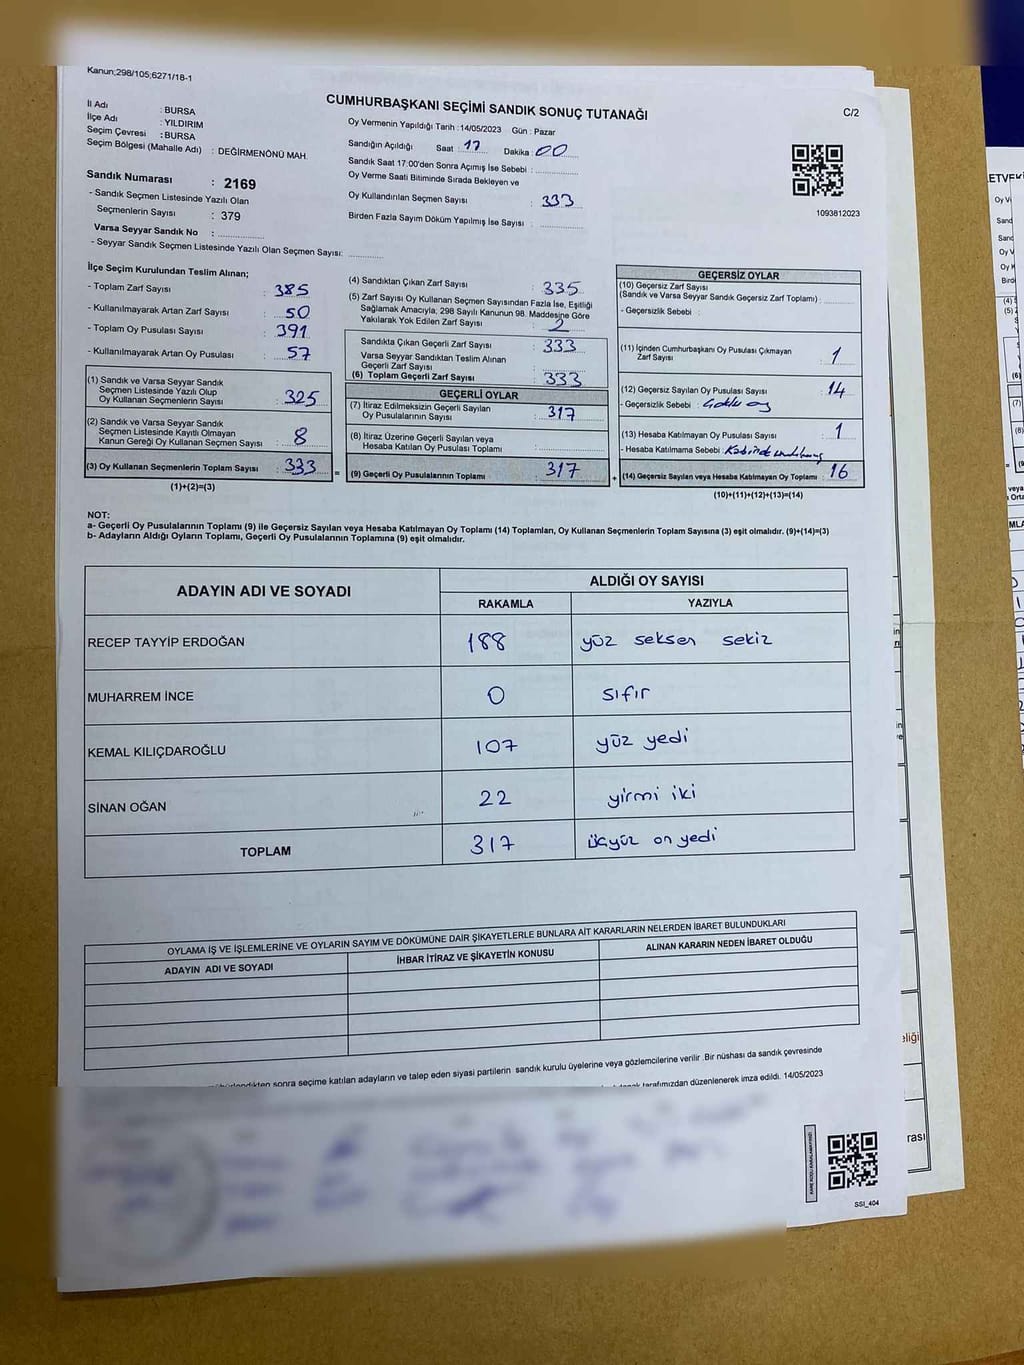 Kanun;298/105;6271/18-1
CUMHURBAŞKANI SEÇİMİ SANDIK SONUÇ TUTANAĞI
C/2
İl Adı : BURSA
İlçe Adı : YILDIRIM
Seçim Çevresi : BURSA
Seçim Bölgesi (Mahalle Adı) : DEĞİRMENÖNÜ MAH.
Sandık Numarası : 2169
- Sandık Seçmen Listesinde Yazılı Olan
Seçmenlerin Sayısı : 379
Varsa Seyyar Sandık No : ............
- Seyyar Sandık Seçmen Listesinde Yazılı Olan Seçmen Sayısı: ............
Oy Vermenin Yapıldığı Tarih :14/05/2023 Gün : Pazar
Sandığın Açıldığı Saat : 17 Dakika : 00
Sandık Saat 17:00'den Sonra Açımış İse Sebebi : ............
Oy Verme Saati Bitiminde Sırada Bekleyen ve
Oy Kullandırılan Seçmen Sayısı : 333
Birden Fazla Sayım Döküm Yapılmış İse Sayısı : ............
1093812023
İlçe Seçim Kurulundan Teslim Alınan;
- Toplam Zarf Sayısı : 385
- Kullanılmayarak Artan Zarf Sayısı : 50
- Toplam Oy Pusulası Sayısı : 391
- Kullanılmayarak Artan Oy Pusulası : 57
(1) Sandık ve Varsa Seyyar Sandık
Seçmen Listesinde Yazılı Olup
Oy Kullanan Seçmenlerin Sayısı : 325
(2) Sandık ve Varsa Seyyar Sandık
Seçmen Listesinde Kayıtlı Olmayan
Kanun Gereği Oy Kullanan Seçmen Sayısı : 8
(3) Oy Kullanan Seçmenlerin Toplam Sayısı : 333
(1)+(2)=(3)
(4) Sandıktan Çıkan Zarf Sayısı : 335
(5) Zarf Sayısı Oy Kullanan Seçmen Sayısından Fazla İse, Eşitliği
Sağlamak Amacıyla, 298 Sayılı Kanunun 98. Maddesine Göre
Yakılarak Yok Edilen Zarf Sayısı : 2
Sandıkta Çıkan Geçerli Zarf Sayısı : 333
Varsa Seyyar Sandıktan Teslim Alınan
Geçerli Zarf Sayısı :
(6) Toplam Geçerli Zarf Sayısı : 333
GEÇERLİ OYLAR
(7) İtiraz Edilmeksizin Geçerli Sayılan
Oy Pusulalarının Sayısı : 317
(8) İtiraz Üzerine Geçerli Sayılan veya
Hesaba Katılan Oy Pusulası Toplamı : ............
= (9) Geçerli Oy Pusulalarının Toplamı : 317
GEÇERSİZ OYLAR
(10) Geçersiz Zarf Sayısı
(Sandık ve Varsa Seyyar Sandık Geçersiz Zarf Toplamı) : ............
- Geçersizlik Sebebi :
(11) İçinden Cumhurbaşkanı Oy Pusulası Çıkmayan
Zarf Sayısı : 1
(12) Geçersiz Sayılan Oy Pusulası Sayısı : 14
- Geçersizlik Sebebi : Çoklu oy
(13) Hesaba Katılmayan Oy Pusulası Sayısı : 1
- Hesaba Katılmama Sebebi :
+ (14) Geçersiz Sayılan veya Hesaba Katılmayan Oy Toplamı : 16
(10)+(11)+(12)+(13)=(14)
NOT:
a- Geçerli Oy Pusulalarının Toplamı (9) ile Geçersiz Sayılan veya Hesaba Katılmayan Oy Toplamı (14) Toplamları, Oy Kullanan Seçmenlerin Toplam Sayısına (3) eşit olmalıdır. (9)+(14)=(3)
b- Adayların Aldığı Oyların Toplamı, Geçerli Oy Pusulalarının Toplamına (9) eşit olmalıdır.
ADAYIN ADI VE SOYADI ALDIĞI OY SAYISI
RAKAMLA YAZIYLA
RECEP TAYYİP ERDOĞAN 188 yüz seksen sekiz
MUHARREM İNCE 0 sıfır
KEMAL KILIÇDAROĞLU 107 yüz yedi
SİNAN OĞAN 22 yirmi iki
TOPLAM 317 üçyüz on yedi
OYLAMA İŞ VE İŞLEMLERİNE VE OYLARIN SAYIM VE DÖKÜMÜNE DAİR ŞİKAYETLERLE BUNLARA AİT KARARLARIN NELERDEN İBARET BULUNDUKLARI
ADAYIN ADI VE SOYADI İHBAR İTİRAZ VE ŞİKAYETİN KONUSU ALINAN KARARIN NEDEN İBARET OLDUĞU
sonra seçime katılan adayların ve talep eden siyasi partilerin sandık kurulu üyelerine veya gözlemcilerine verilir .Bir nüshası da sandık çevresinde
tarafımızdan düzenlenerek imza edildi. 14/05/2023
SSI_404